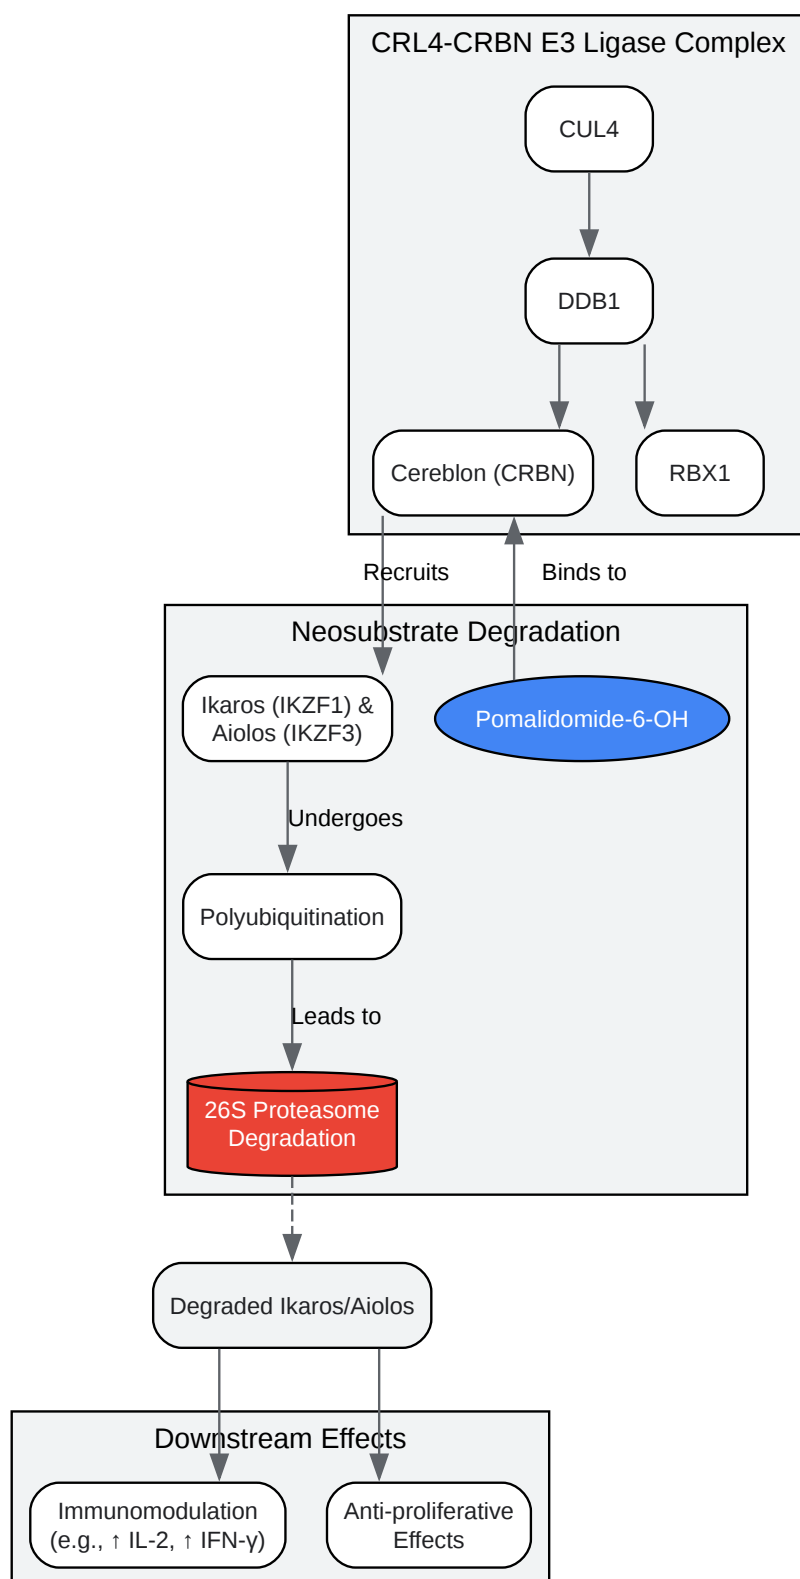 CRL4-CRBN E3 Ligase Complex
CUL4
DDB1
Cereblon (CRBN)
RBX1
Recruits
Binds to
Neosubstrate Degradation
Ikaros (IKZF1) &
Aiolos (IKZF3)
Pomalidomide-6-OH
Undergoes
Polyubiquitination
Leads to
26S Proteasome
Degradation
Degraded Ikaros/Aiolos
Downstream Effects
Immunomodulation
(e.g., ↑ IL-2, ↑ IFN-γ)
Anti-proliferative
Effects